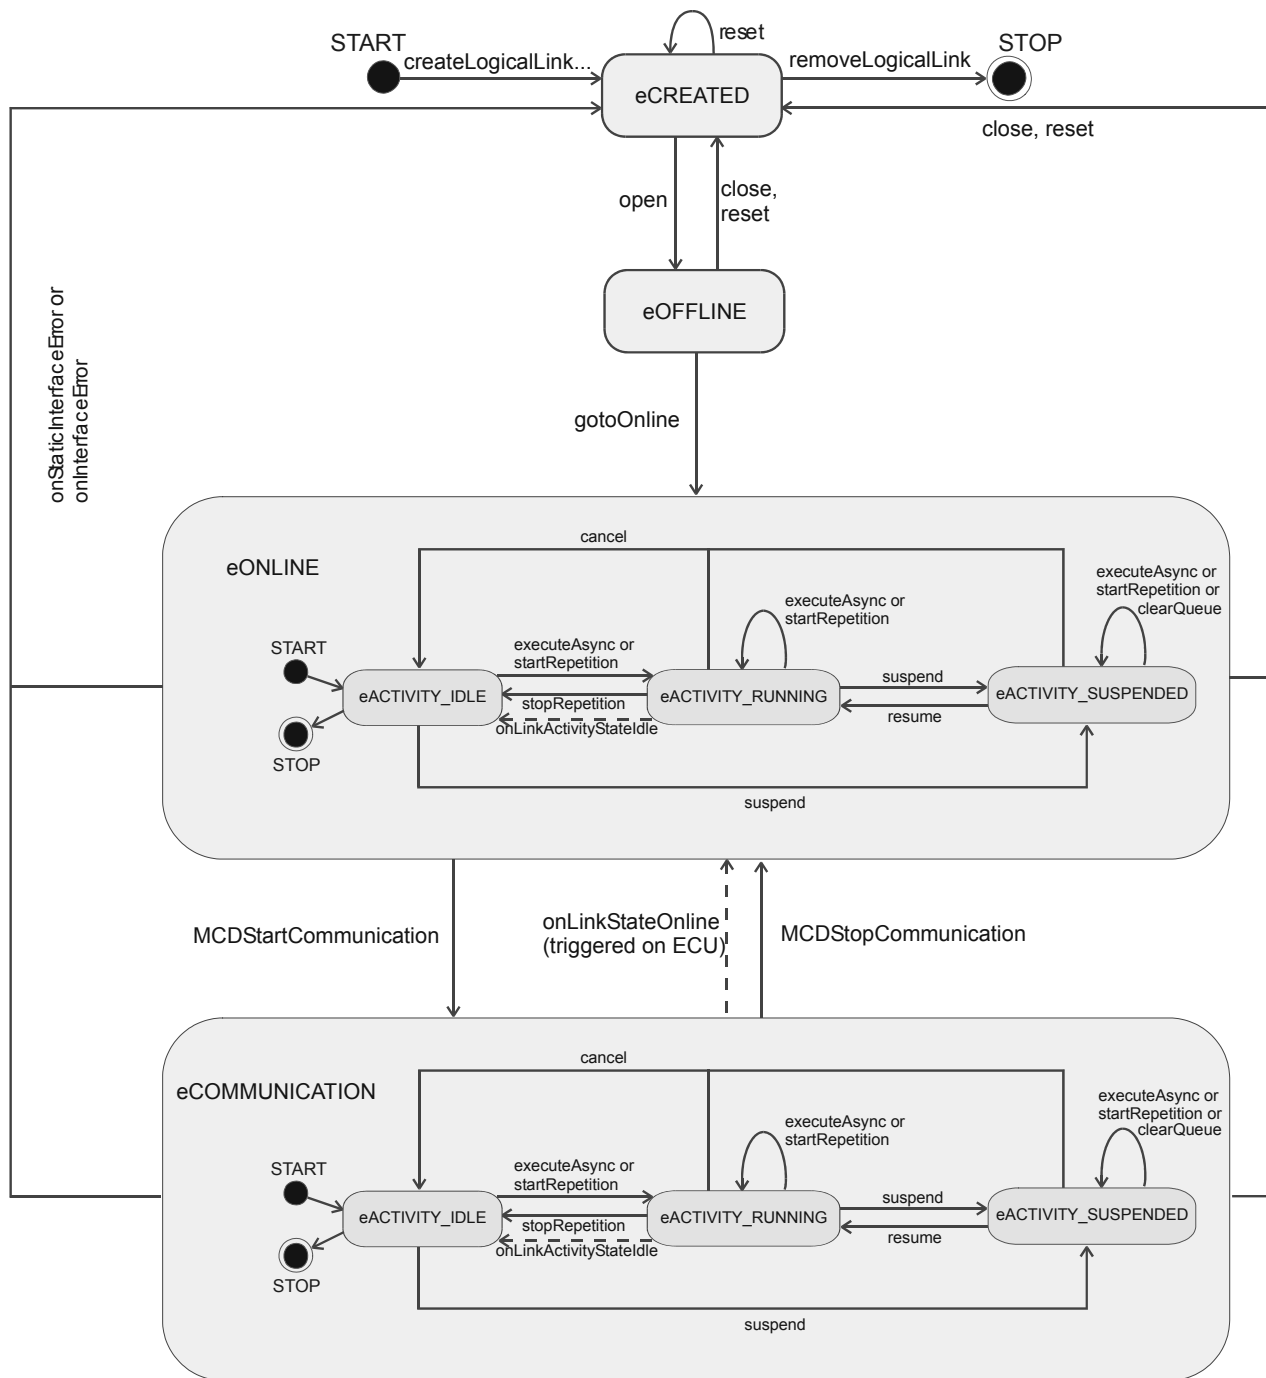 START
reset
STOP
createLogicalLink...
removeLogicalLink
eCREATED
close, reset
open
close,
reset
eOFFLINE
onStaticInterfaceError or
onInterfaceError
gotoOnline
cancel
eONLINE
executeAsync or
startRepetition or
clearQueue
executeAsync or
startRepetition
START
executeAsync or
startRepetition
eACTIVITY_IDLE
eACTIVITY_RUNNING
suspend
eACTIVITY_SUSPENDED
stopRepetition
resume
onLinkActivityStateIdle
STOP
suspend
MCDStartCommunication
onLinkStateOnline
(triggered on ECU)
MCDStopCommunication
cancel
eCOMMUNICATION
executeAsync or
startRepetition or
clearQueue
executeAsync or
startRepetition
START
executeAsync or
startRepetition
eACTIVITY_IDLE
eACTIVITY_RUNNING
suspend
eACTIVITY_SUSPENDED
stopRepetition
resume
onLinkActivityStateIdle
STOP
suspend